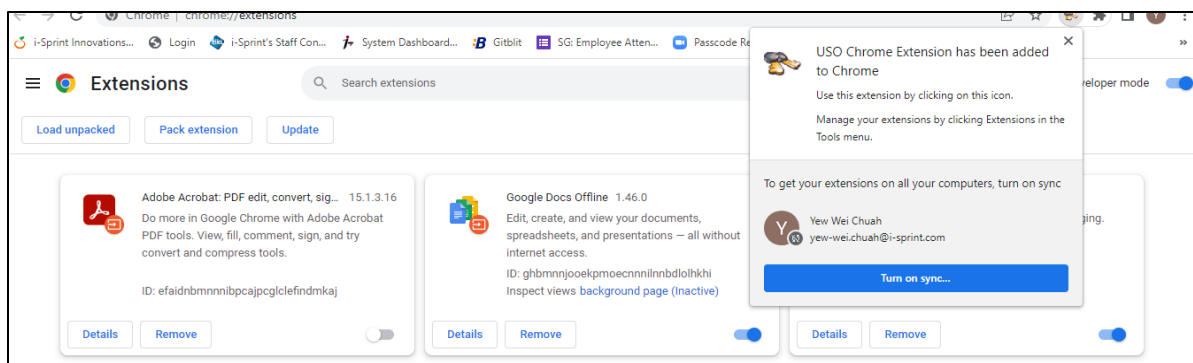 Chrome | chrome://extensions
Y
i-Sprint Innovations...
Login
i-Sprint's Staff Con...
System Dashboard...
Gitblit
SG: Employee Atten...
Passcode Re
»
Extensions
Search extensions
veloper mode
Load unpacked
Pack extension
Update
USO Chrome Extension has been added
to Chrome
Use this extension by clicking on this icon.
Manage your extensions by clicking Extensions in the
Tools menu.
To get your extensions on all your computers, turn on sync
Y
Yew Wei Chuah
yew-wei.chuah@i-sprint.com
Turn on sync...
Adobe Acrobat: PDF edit, convert, sig... 15.1.3.16
Do more in Google Chrome with Adobe Acrobat
PDF tools. View, fill, comment, sign, and try
convert and compress tools.
ID: efaidnbmnnnibpcajpcglclefindmkaj
Details
Remove
Google Docs Offline 1.46.0
Edit, create, and view your documents,
spreadsheets, and presentations — all without
internet access.
ID: ghbmnnjooekpmoecnnnilnnbdlolhkhi
Inspect views background page (Inactive)
Details
Remove
ging.
Details
Remove